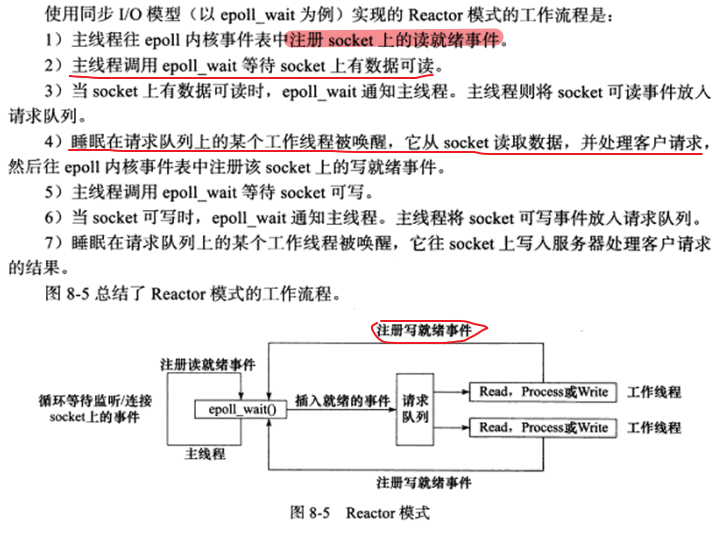 使用同步 I/O 模型（以 epoll_wait 为例）实现的 Reactor 模式的工作流程是：
1）主线程往 epoll 内核事件表中注册 socket 上的读就绪事件。
2）主线程调用 epoll_wait 等待 socket 上有数据可读。
3）当 socket 上有数据可读时，epoll_wait 通知主线程。主线程则将 socket 可读事件放入
请求队列。
4）睡眠在请求队列上的某个工作线程被唤醒，它从 socket 读取数据，并处理客户请求，
然后往 epoll 内核事件表中注册该 socket 上的写就绪事件。
5）主线程调用 epoll_wait 等待 socket 可写。
6）当 socket 可写时，epoll_wait 通知主线程。主线程将 socket 可写事件放入请求队列。
7）睡眠在请求队列上的某个工作线程被唤醒，它往 socket 上写入服务器处理客户请求
的结果。
图 8-5 总结了 Reactor 模式的工作流程。
注册写就绪事件
注册读就绪事件
循环等待监听/连接
socket上的事件
epoll_wait()
主线程
插入就绪的事件
请求
队列
Read，Process或Write
工作线程
Read，Process或Write
工作线程
注册写就绪事件
图 8-5 Reactor 模式